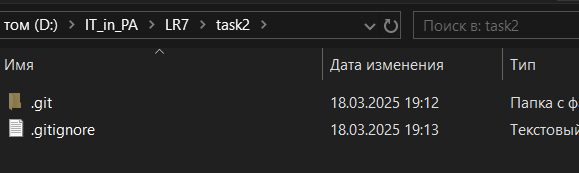 том (D:) > IT_in_PA > LR7 > task2 > Поиск в: task2
Имя Дата изменения Тип
.git 18.03.2025 19:12 Папка с ф
.gitignore 18.03.2025 19:13 Текстовый